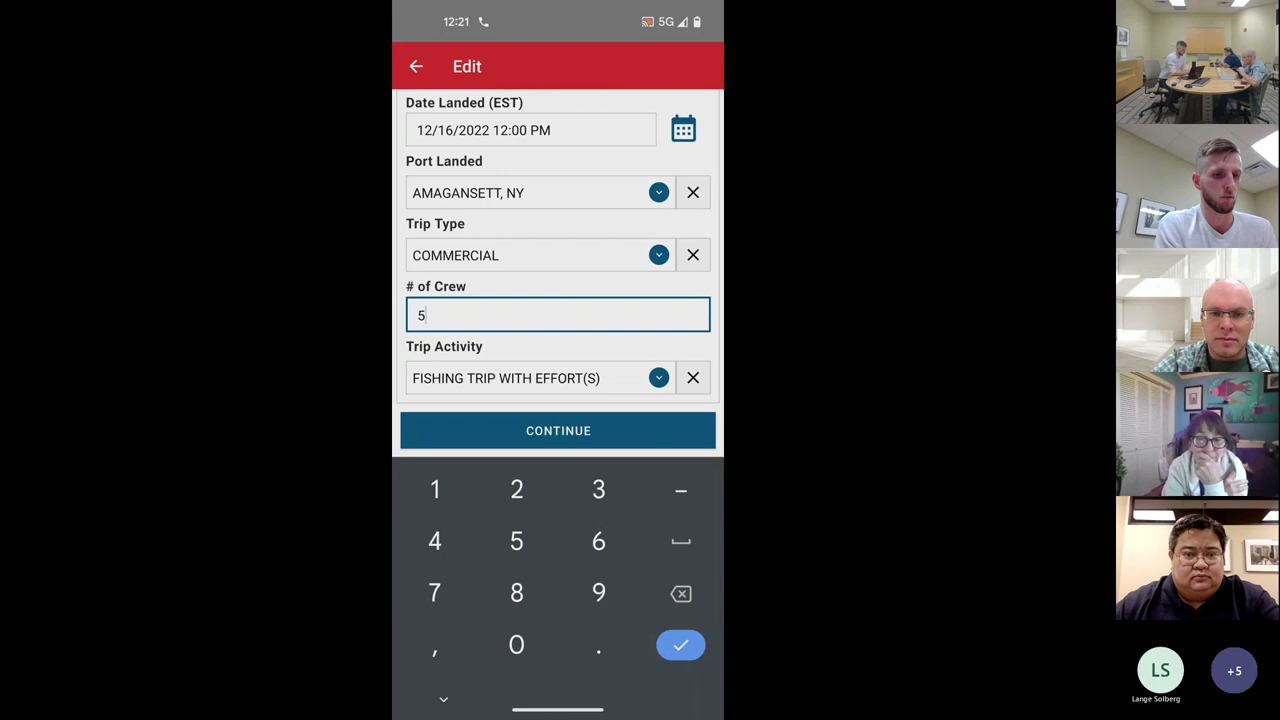 12:21
5G
Edit
Date Landed (EST)
12/16/2022 12:00 PM
Port Landed
AMAGANSETT, NY
Trip Type
COMMERCIAL
# of Crew
5
Trip Activity
FISHING TRIP WITH EFFORT(S)
CONTINUE
1 2 3 –
4 5 6
7 8 9
, 0 .
LS
+5
Lange Solberg